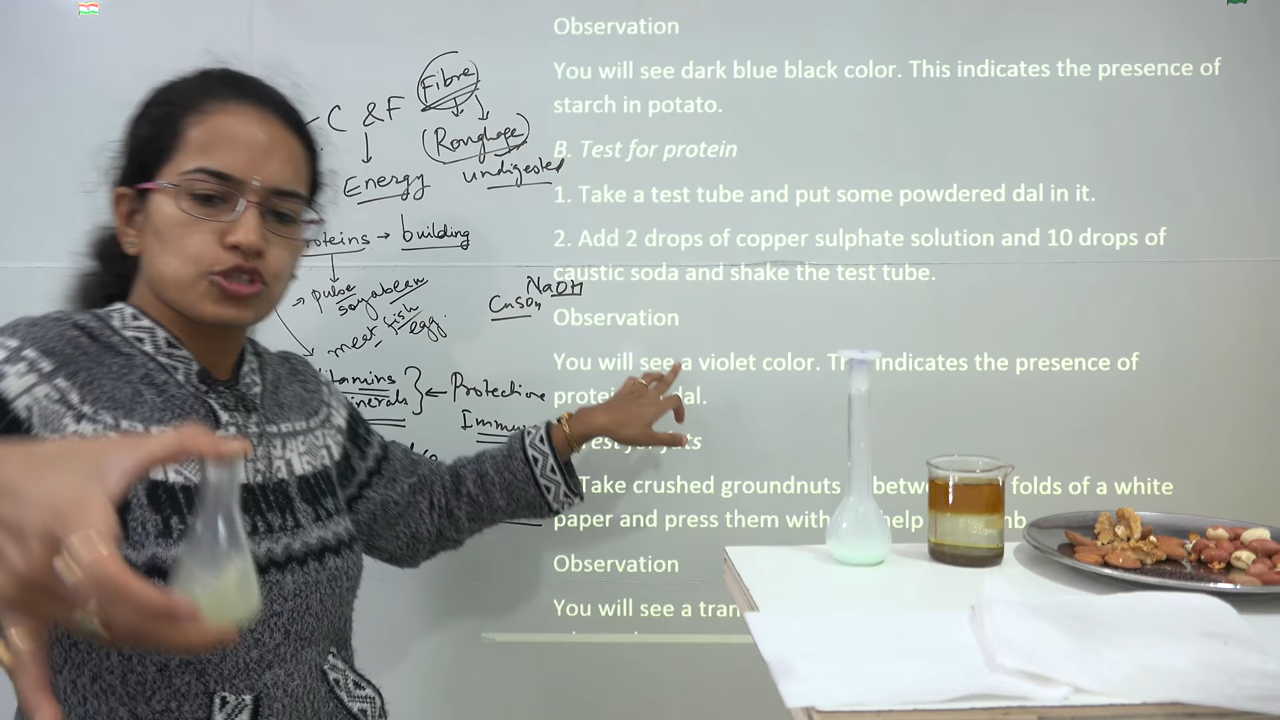 Observation
You will see dark blue black color. This indicates the presence of
starch in potato.
B. Test for protein
1. Take a test tube and put some powdered dal in it.
2. Add 2 drops of copper sulphate solution and 10 drops of
caustic soda and shake the test tube.
Observation
You will see a violet color. indicates the presence of
dal.
Take crushed groundnuts folds of a white
paper and press them with help
Observation
You will see a
C & F
Fibre
(Roughage)
undigested
Energy
→ building
→ pulse
soyabean
meat fish
egg.
CuSO4 NaOH
← Protection